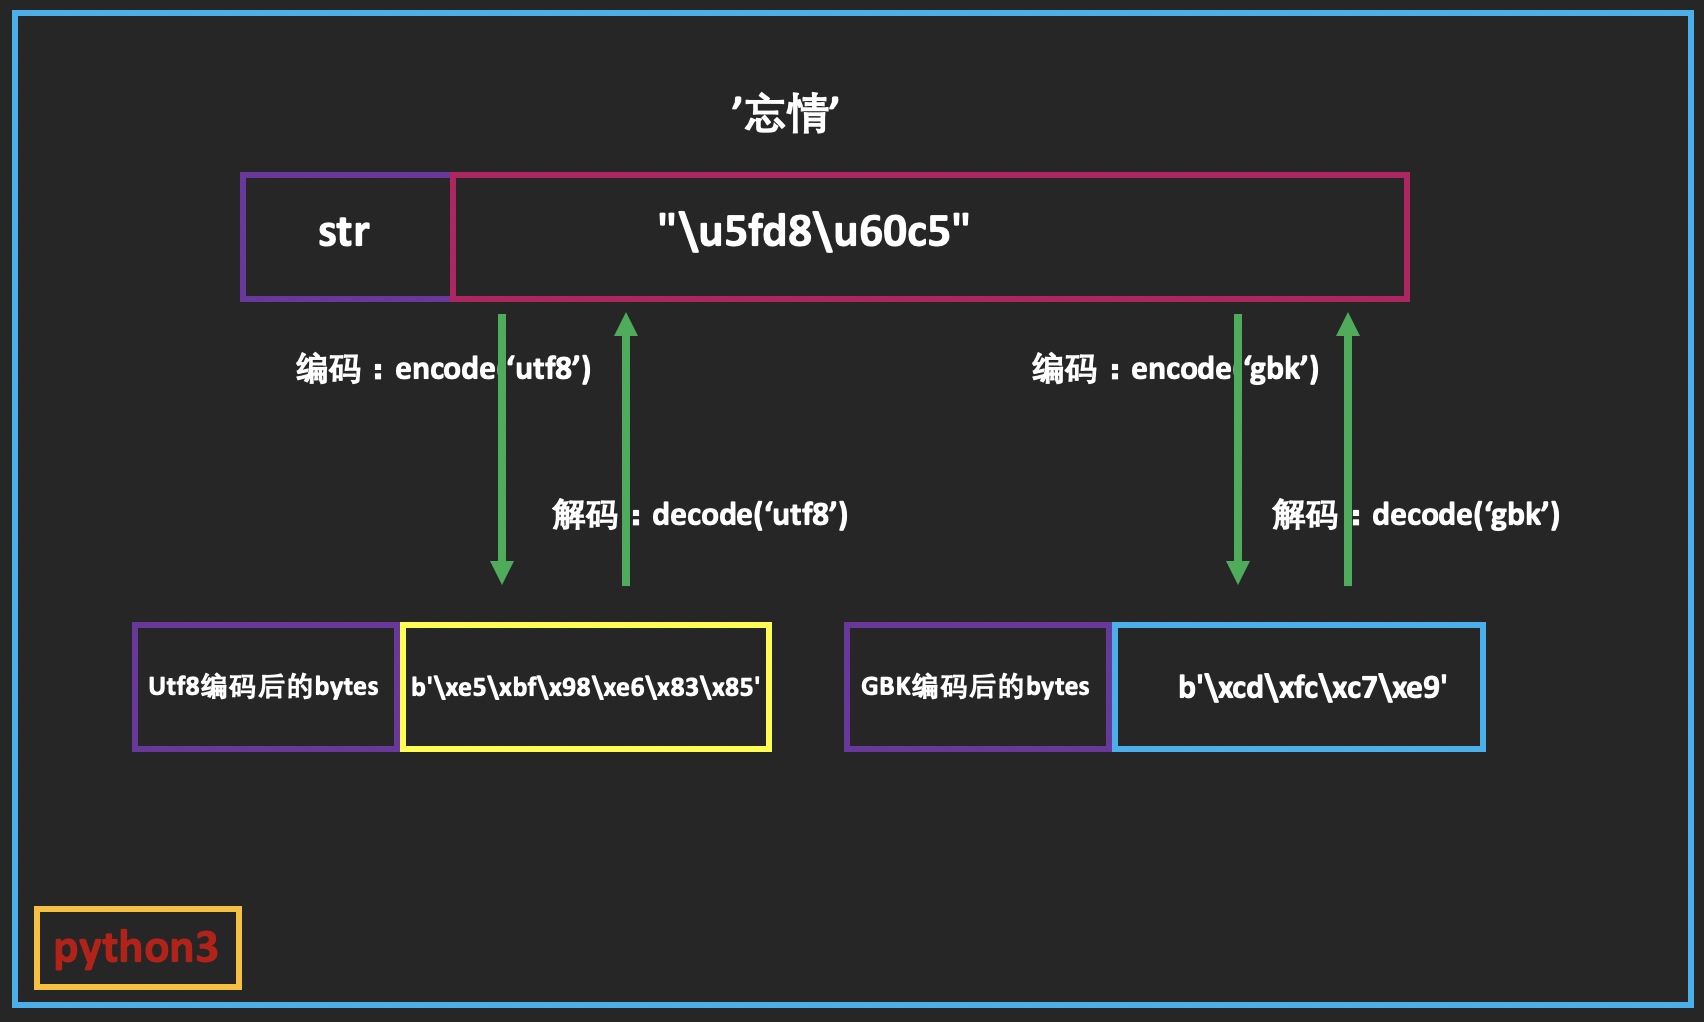 ’忘情’
str "\u5fd8\u60c5"
编码：encode(‘utf8’) 编码：encode(‘gbk’)
解码：decode(‘utf8’) 解码：decode(‘gbk’)
Utf8编码后的bytes b'\xe5\xbf\x98\xe6\x83\x85' GBK编码后的bytes b'\xcd\xfc\xc7\xe9'
python3